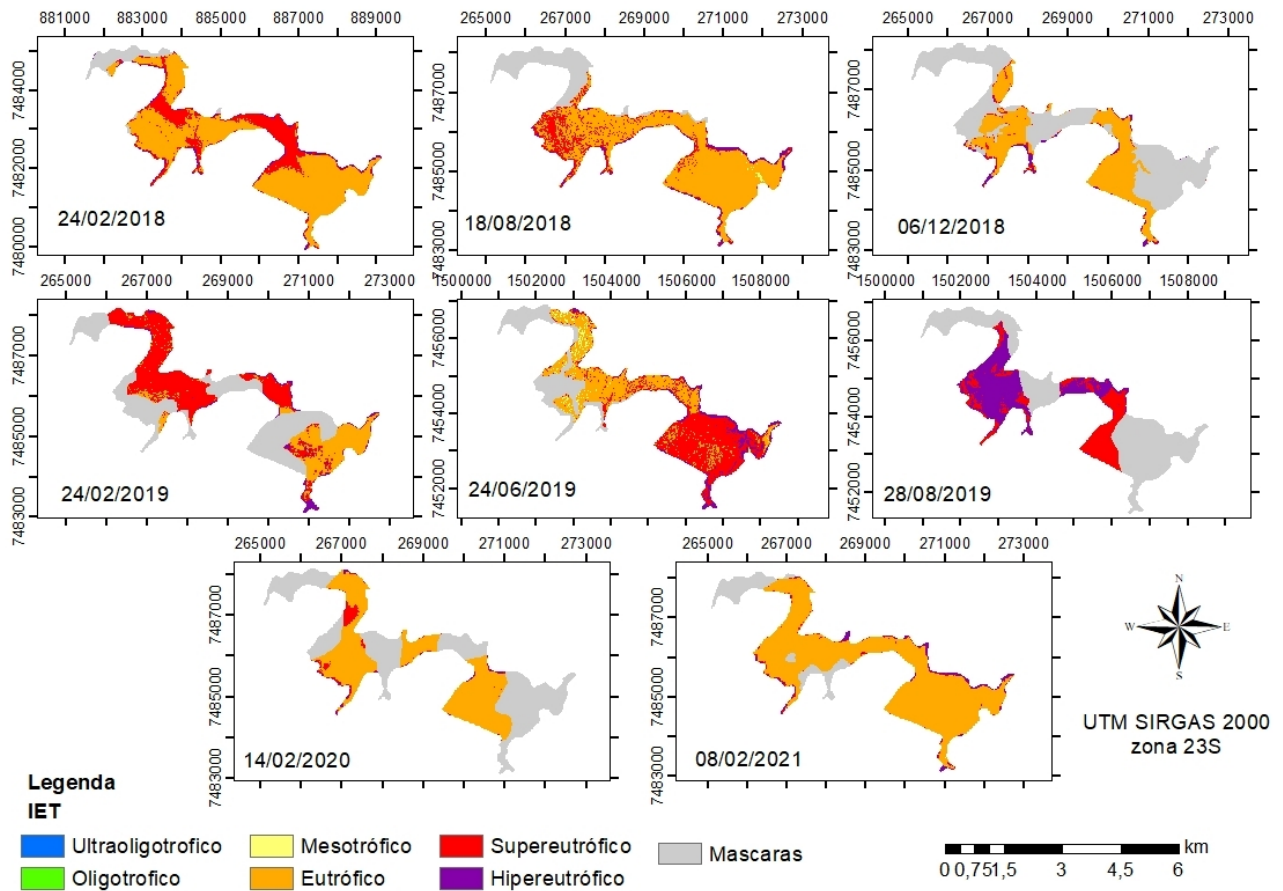 881000 883000 885000 887000 889000
265000 267000 269000 271000 273000
265000 267000 269000 271000 273000
7484000
7482000
7480000
24/02/2018
7487000
7485000
7483000
18/08/2018
7487000
7485000
7483000
06/12/2018
265000 267000 269000 271000 273000
1500000 1502000 1504000 1506000 1508000
1500000 1502000 1504000 1506000 1508000
7487000
7485000
7483000
24/02/2019
7456000
7454000
7452000
24/06/2019
7456000
7454000
7452000
28/08/2019
265000 267000 269000 271000 273000
265000 267000 269000 271000 273000
7487000
7485000
7483000
14/02/2020
7487000
7485000
7483000
08/02/2021
N
W E
S
UTM SIRGAS 2000
zona 23S
Legenda
IET
Ultraoligotrofico
Oligotrofico
Mesotrófico
Eutrófico
Supereutrófico
Hipereutrófico
Mascaras
km
0 0,751,5 3 4,5 6